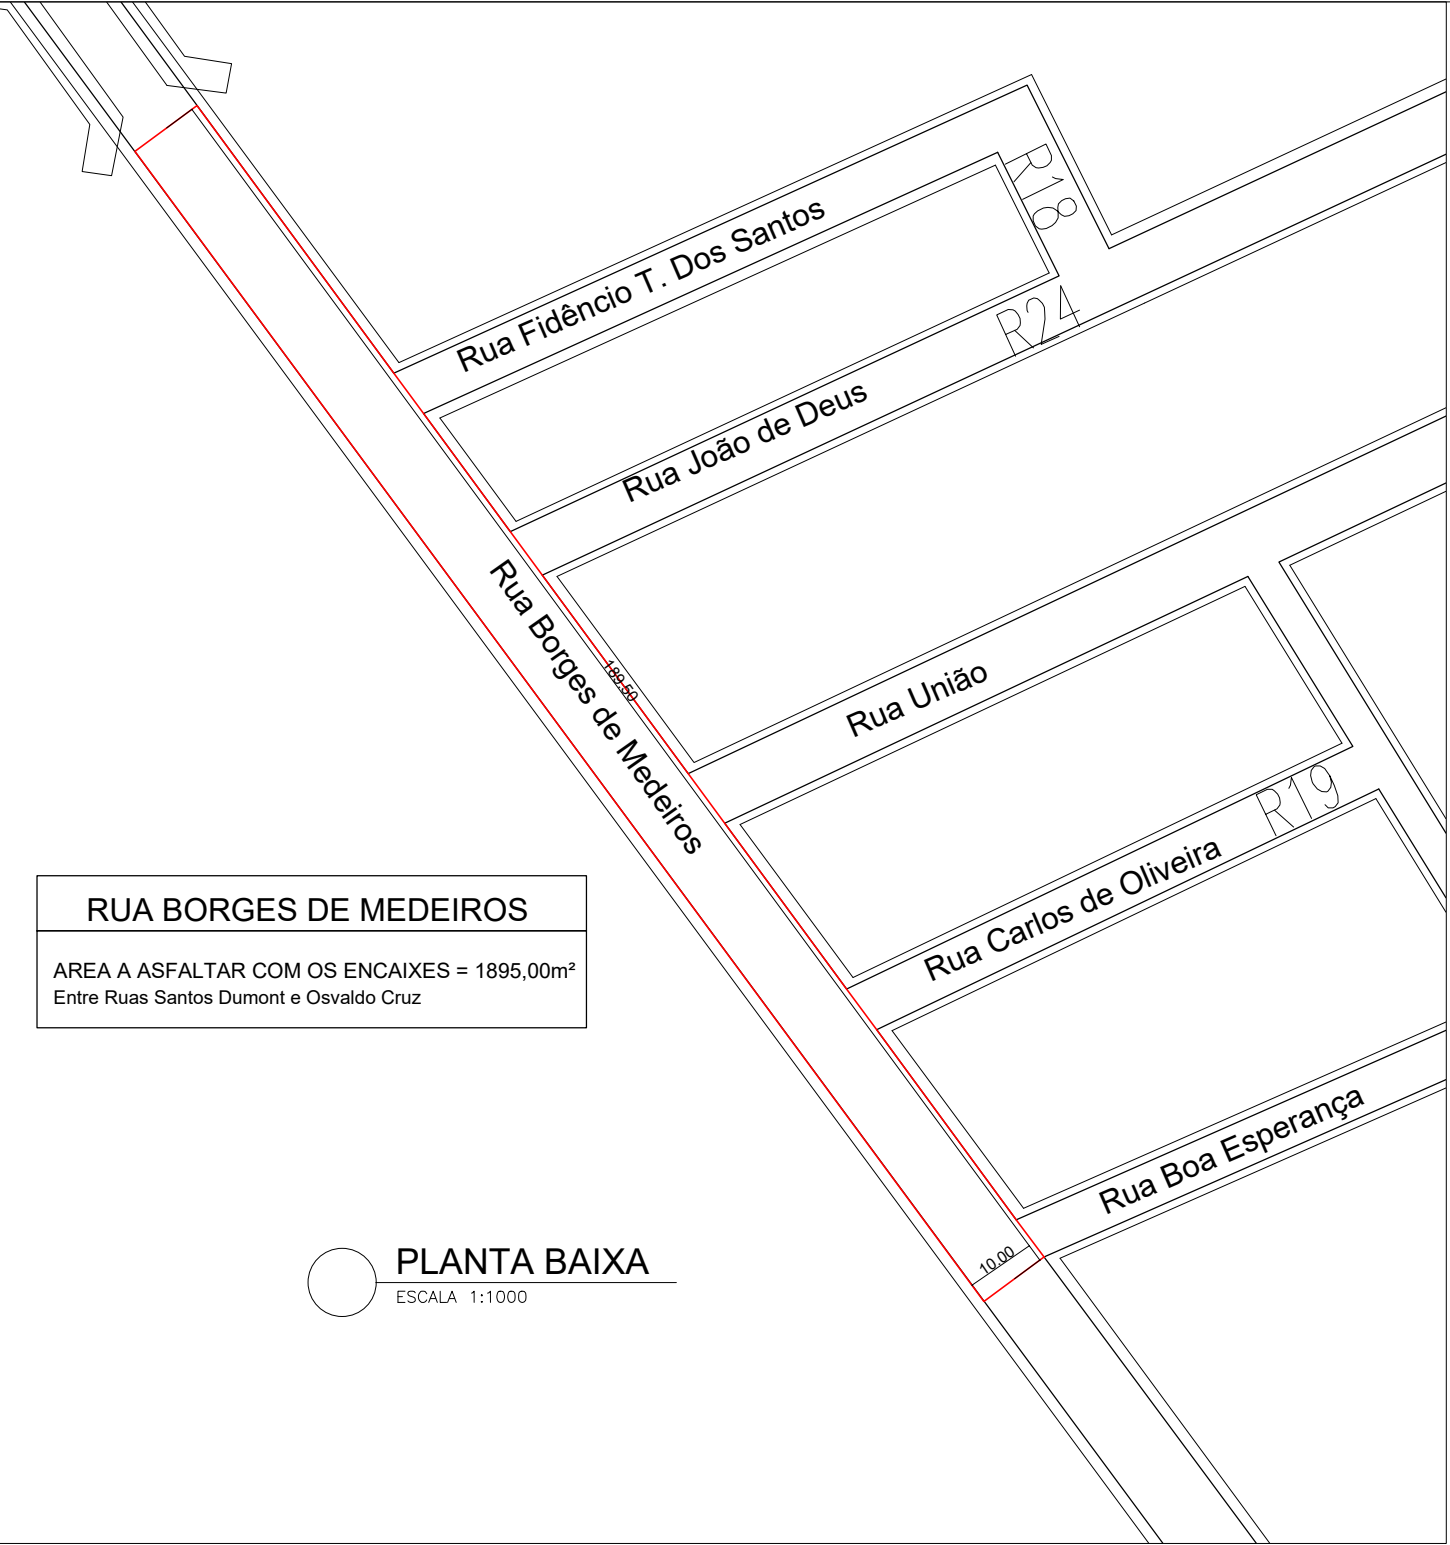 R18
Rua Fidêncio T. Dos Santos
R24
Rua João de Deus
Rua Borges de Medeiros
189.50
Rua União
R19
Rua Carlos de Oliveira
RUA BORGES DE MEDEIROS
AREA A ASFALTAR COM OS ENCAIXES = 1895,00m²
Entre Ruas Santos Dumont e Osvaldo Cruz
Rua Boa Esperança
10.00
PLANTA BAIXA
ESCALA 1:1000